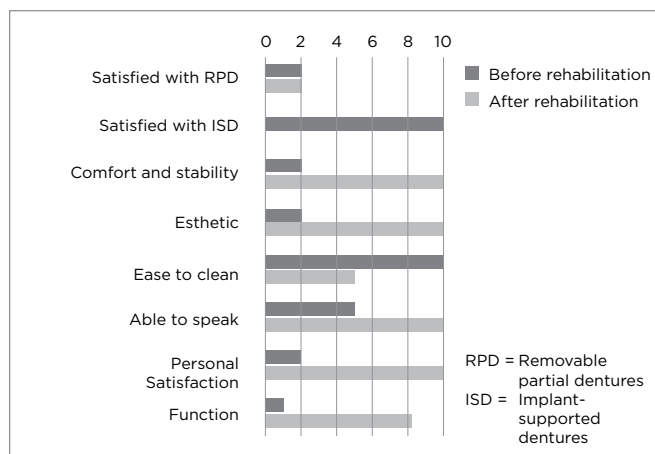 0 2 4 6 8 10
Satisfied with RPD
Satisfied with ISD
Comfort and stability
Esthetic
Ease to clean
Able to speak
Personal
Satisfaction
Function
Before rehabilitation
After rehabilitation
RPD = Removable
partial dentures
ISD = Implant-
supported
dentures